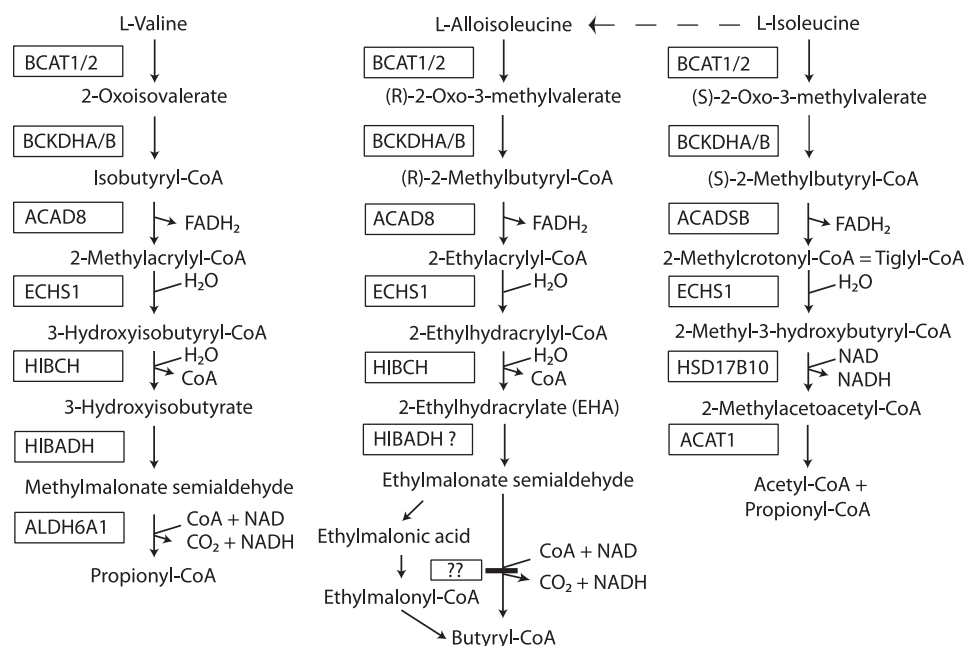 L-Valine
BCAT1/2
2-Oxoisovalerate
BCKDHA/B
Isobutyryl-CoA
ACAD8
FADH₂
2-Methylacrylyl-CoA
ECHS1
H₂O
3-Hydroxyisobutyryl-CoA
HIBCH
H₂O
CoA
3-Hydroxyisobutyrate
HIBADH
Methylmalonate semialdehyde
ALDH6A1
CoA + NAD
CO₂ + NADH
Propionyl-CoA
L-Alloisoleucine
BCAT1/2
(R)-2-Oxo-3-methylvalerate
BCKDHA/B
(R)-2-Methylbutyryl-CoA
ACAD8
FADH₂
2-Ethylacrylyl-CoA
ECHS1
H₂O
2-Ethylhydracrylyl-CoA
HIBCH
H₂O
CoA
2-Ethylhydracrylate (EHA)
HIBADH ?
Ethylmalonate semialdehyde
Ethylmalonic acid
??
CoA + NAD
CO₂ + NADH
Ethylmalonyl-CoA
Butyryl-CoA
L-Isoleucine
BCAT1/2
(S)-2-Oxo-3-methylvalerate
BCKDHA/B
(S)-2-Methylbutyryl-CoA
ACADSB
FADH₂
2-Methylcrotonyl-CoA = Tiglyl-CoA
ECHS1
H₂O
2-Methyl-3-hydroxybutyryl-CoA
HSD17B10
NAD
NADH
2-Methylacetoacetyl-CoA
ACAT1
Acetyl-CoA +
Propionyl-CoA